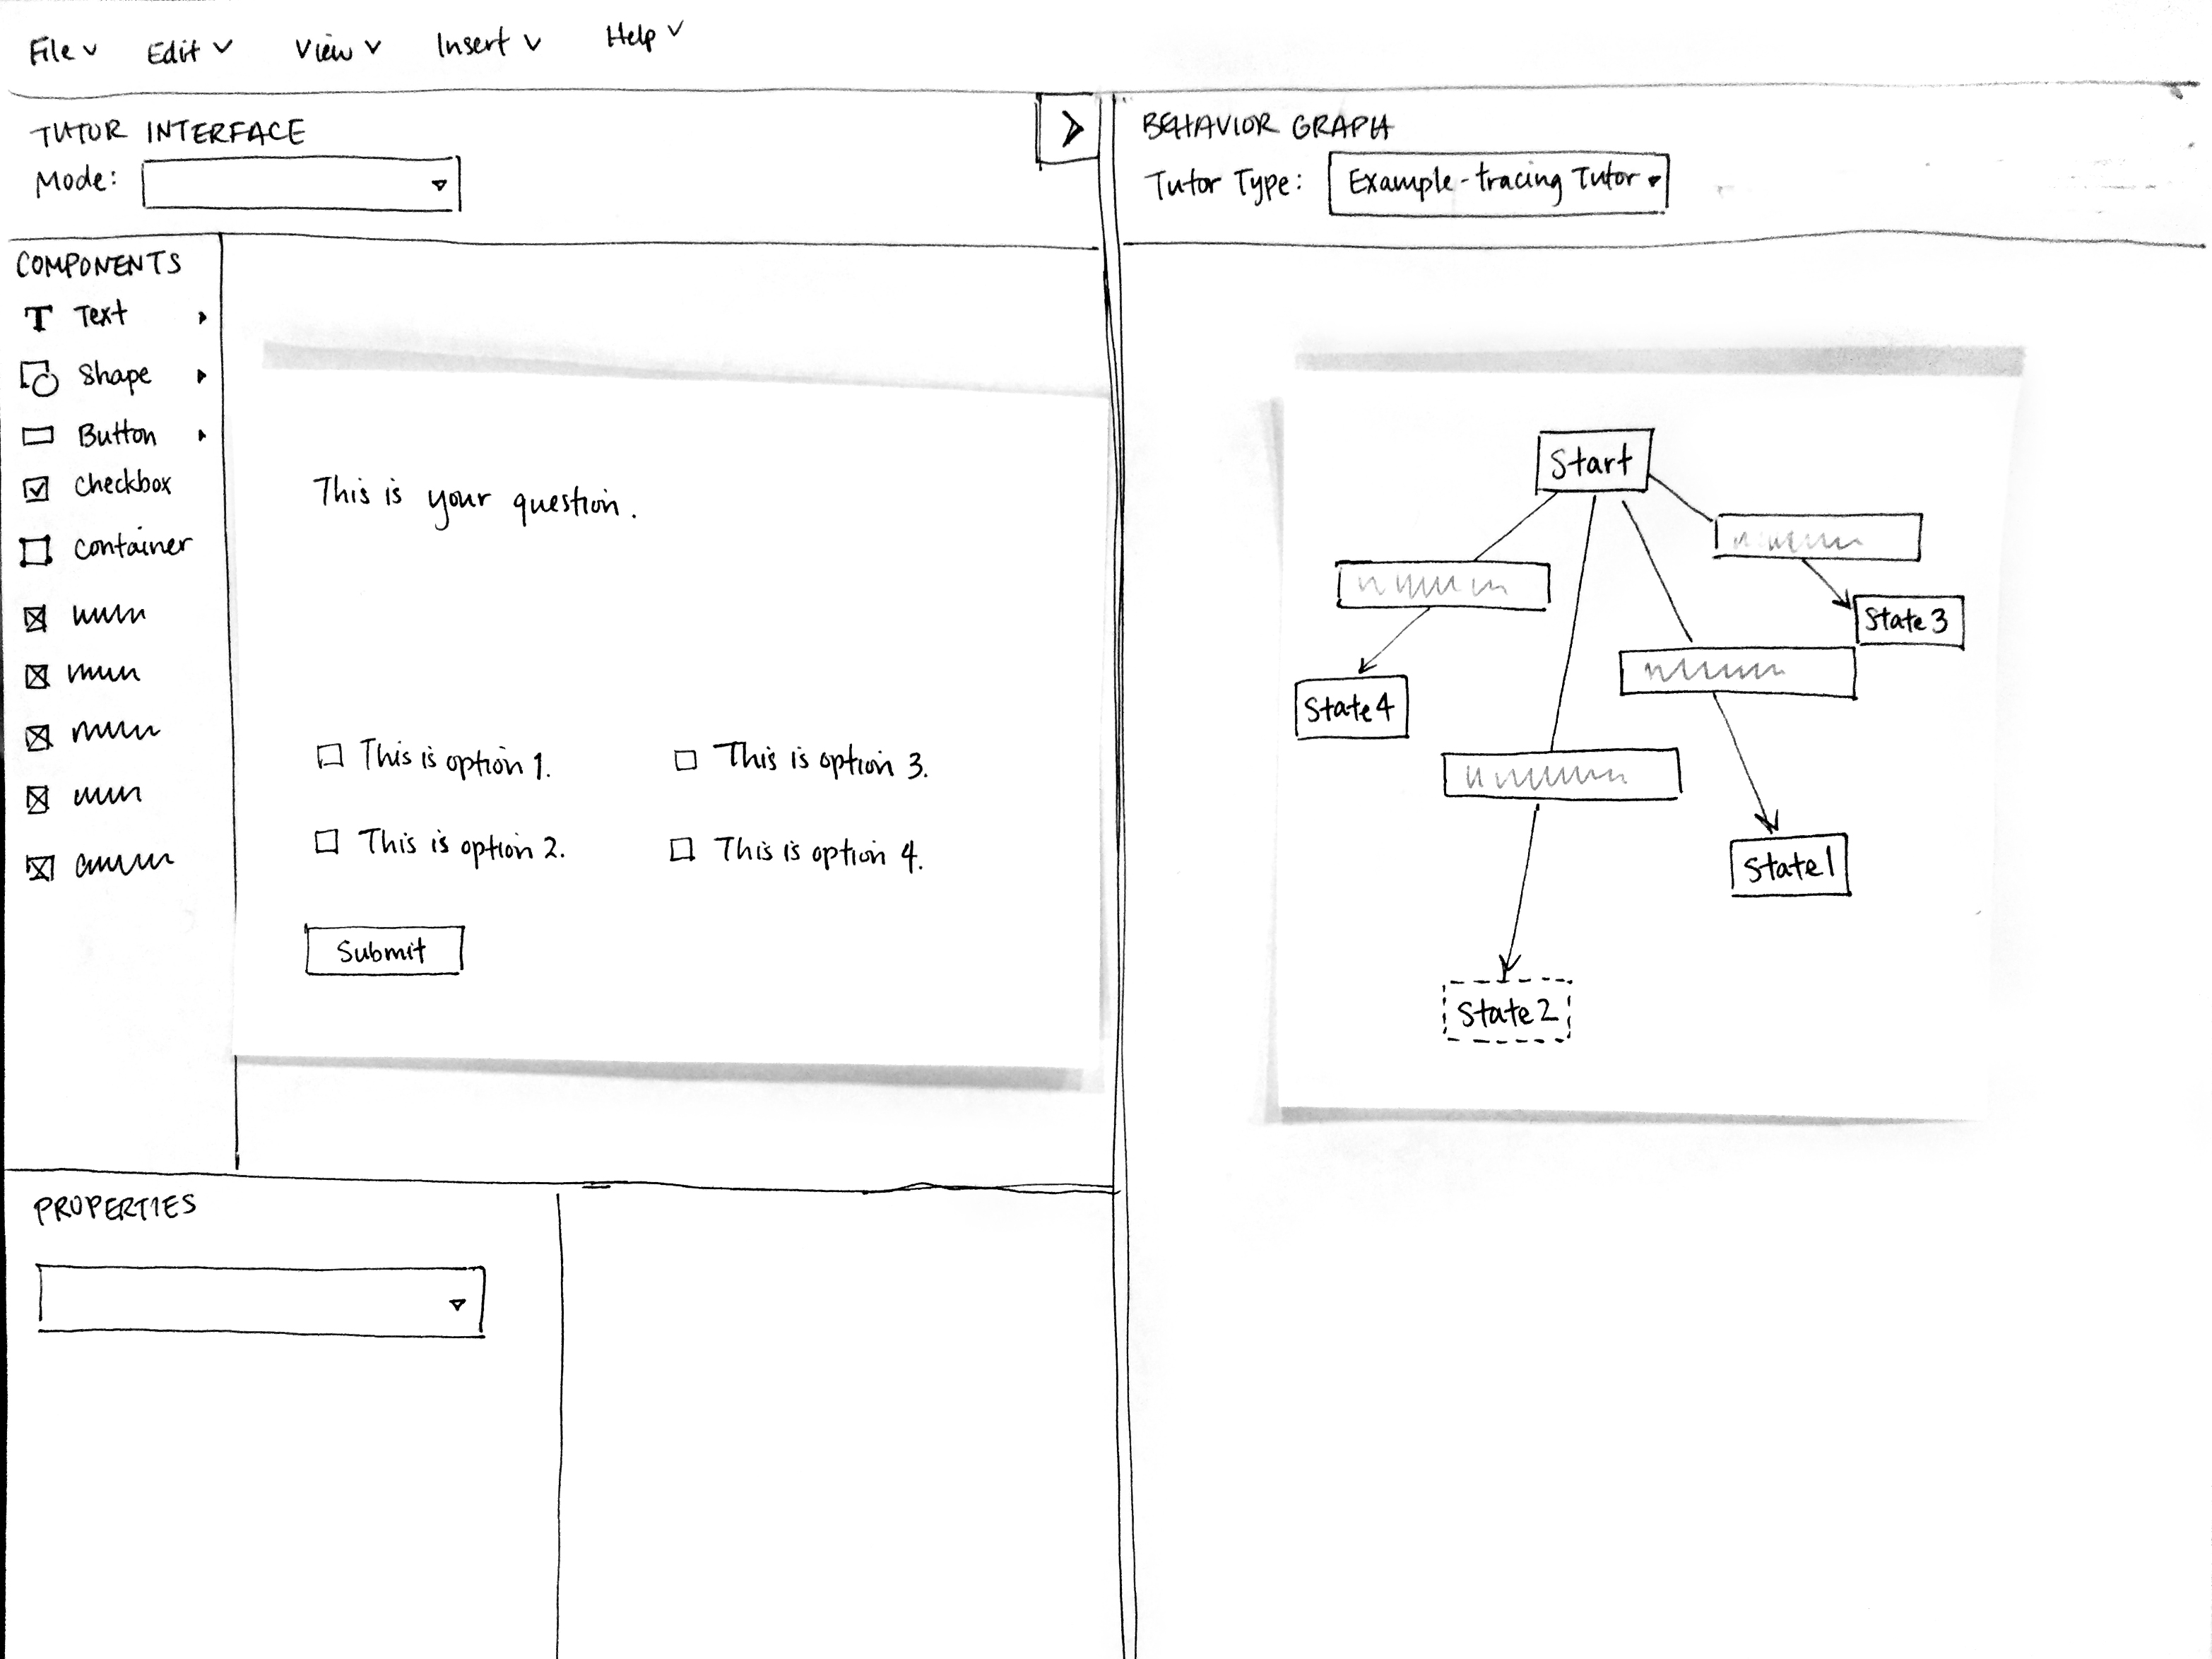 File Edit View Insert Help
TUTOR INTERFACE
Mode:
COMPONENTS
Text
Shape
Button
Checkbox
Container
This is your question.
This is option 1.
This is option 3.
This is option 2.
This is option 4.
Submit
PROPERTIES
BEHAVIOR GRAPH
Tutor Type: Example-tracing Tutor
Start
State 3
State 4
State 1
State 2